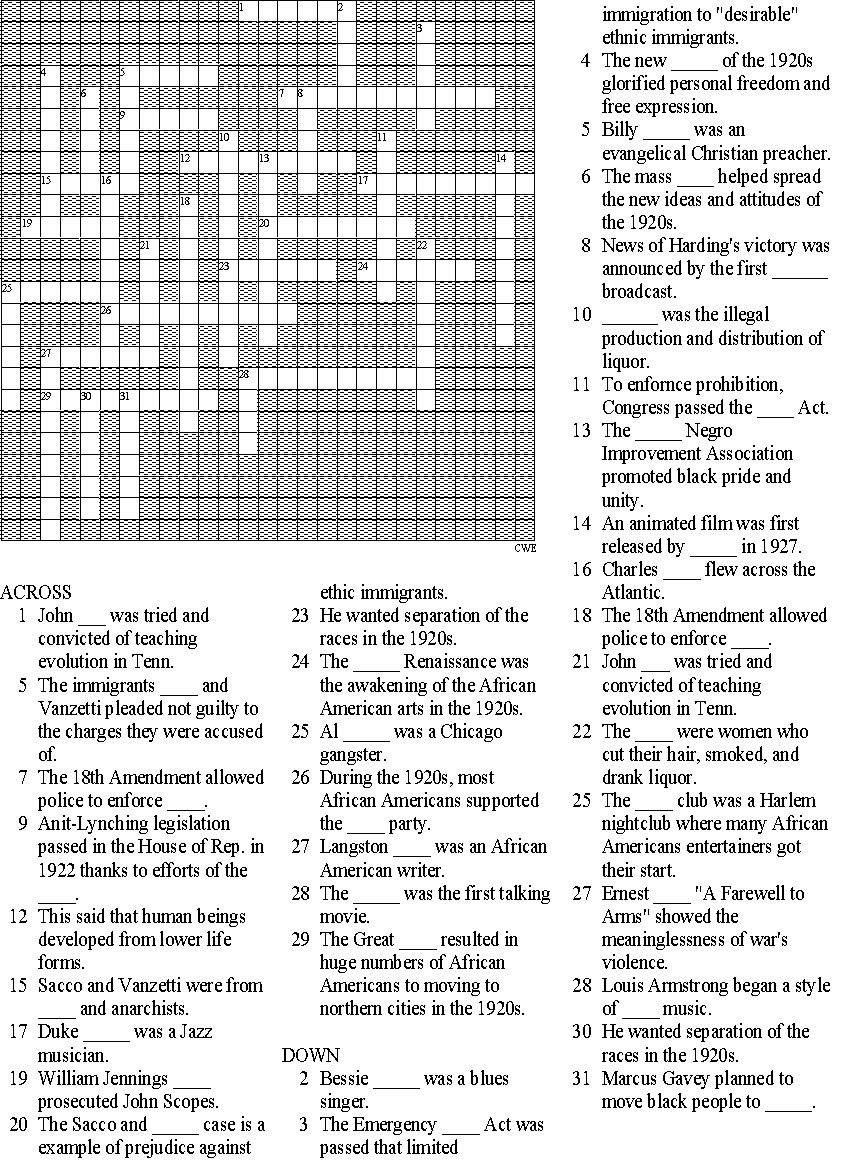 1 2
3
4 5
6 7 8
9
10 11
12 13 14
15 16 17
18
19 20
21 22
23 24
25
26
27
28
29 30 31
CWE
ACROSS
1 John ___ was tried and
convicted of teaching
evolution in Tenn.
5 The immigrants ____ and
Vanzetti pleaded not guilty to
the charges they were accused
of.
7 The 18th Amendment allowed
police to enforce ____.
9 Anit-Lynching legislation
passed in the House of Rep. in
1922 thanks to efforts of the
____.
12 This said that human beings
developed from lower life
forms.
15 Sacco and Vanzetti were from
____ and anarchists.
17 Duke _____ was a Jazz
musician.
19 William Jennings ____
prosecuted John Scopes.
20 The Sacco and _____ case is a
example of prejudice against
ethic immigrants.
23 He wanted separation of the
races in the 1920s.
24 The _____ Renaissance was
the awakening of the African
American arts in the 1920s.
25 Al _____ was a Chicago
gangster.
26 During the 1920s, most
African Americans supported
the ____ party.
27 Langston ____ was an African
American writer.
28 The _____ was the first talking
movie.
29 The Great ____ resulted in
huge numbers of African
Americans to moving to
northern cities in the 1920s.
DOWN
2 Bessie _____ was a blues
singer.
3 The Emergency ____ Act was
passed that limited
immigration to "desirable"
ethnic immigrants.
4 The new _____ of the 1920s
glorified personal freedom and
free expression.
5 Billy _____ was an
evangelical Christian preacher.
6 The mass ____ helped spread
the new ideas and attitudes of
the 1920s.
8 News of Harding's victory was
announced by the first ______
broadcast.
10 ______ was the illegal
production and distribution of
liquor.
11 To enfornce prohibition,
Congress passed the ____ Act.
13 The _____ Negro
Improvement Association
promoted black pride and
unity.
14 An animated film was first
released by _____ in 1927.
16 Charles ____ flew across the
Atlantic.
18 The 18th Amendment allowed
police to enforce ____.
21 John ___ was tried and
convicted of teaching
evolution in Tenn.
22 The ____ were women who
cut their hair, smoked, and
drank liquor.
25 The ____ club was a Harlem
nightclub where many African
Americans entertainers got
their start.
27 Ernest ____ "A Farewell to
Arms" showed the
meaninglessness of war's
violence.
28 Louis Armstrong began a style
of ____ music.
30 He wanted separation of the
races in the 1920s.
31 Marcus Gavey planned to
move black people to _____.